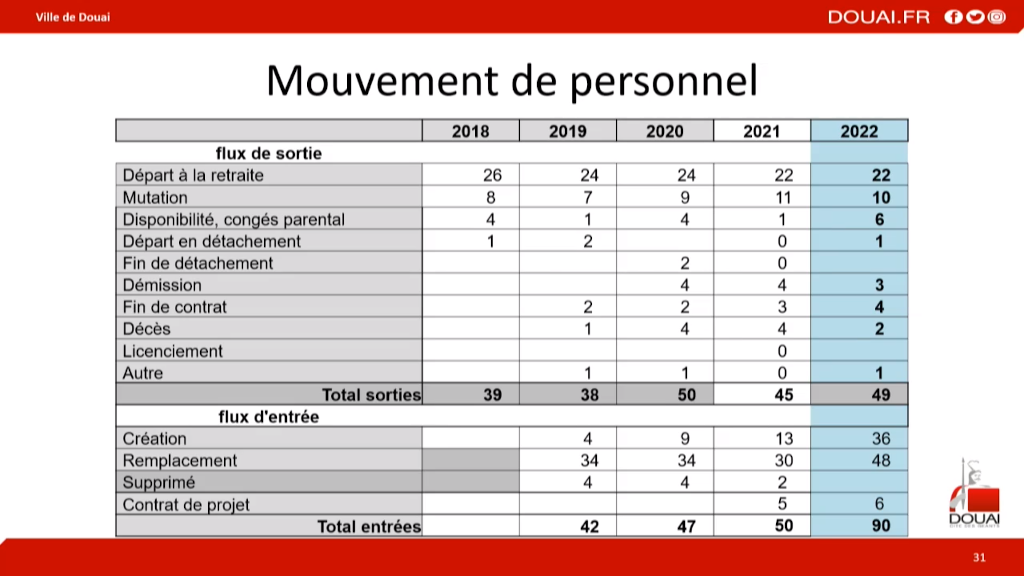 Ville de Douai
DOUAI.FR
Mouvement de personnel
2018 2019 2020 2021 2022
flux de sortie
Départ à la retraite 26 24 24 22 22
Mutation 8 7 9 11 10
Disponibilité, congés parental 4 1 4 1 6
Départ en détachement 1 2 0 1
Fin de détachement 2 0
Démission 4 4 3
Fin de contrat 2 2 3 4
Décès 1 4 4 2
Licenciement 0
Autre 1 1 0 1
Total sorties 39 38 50 45 49
flux d'entrée
Création 4 9 13 36
Remplacement 34 34 30 48
Supprimé 4 4 2
Contrat de projet 5 6
Total entrées 42 47 50 90
DOUAI
31